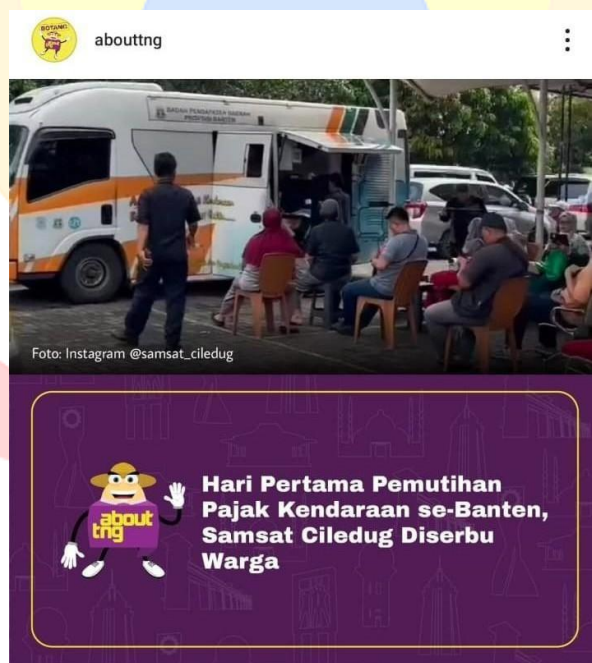 BOTANG
abouttng
BADAN PENDAPATAN DAERAH
PROVINSI BANTEN
Foto: Instagram @samsat_ciledug
about
tng
Hari Pertama Pemutihan
Pajak Kendaraan se-Banten,
Samsat Ciledug Diserbu
Warga